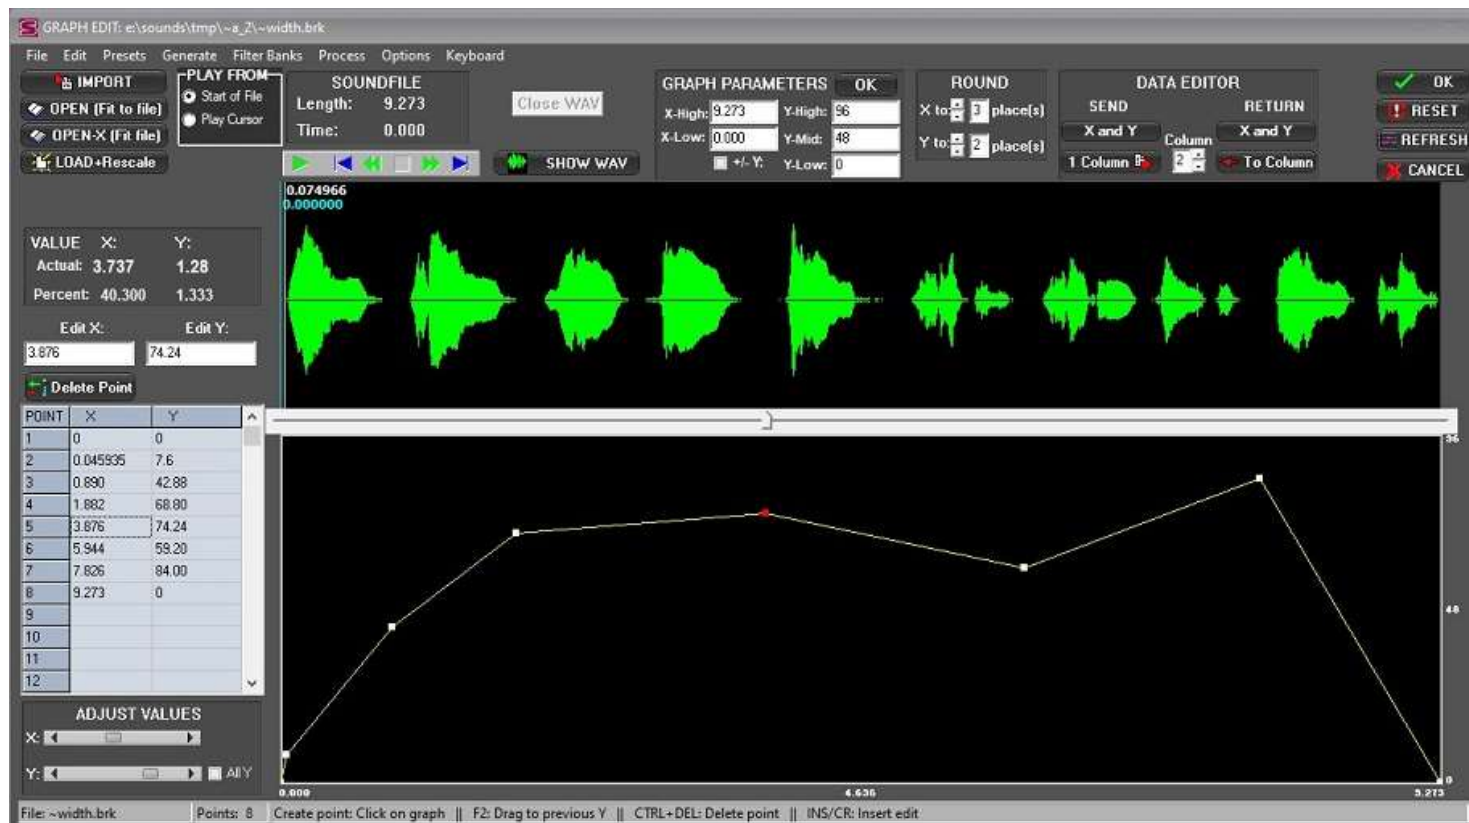 GRAPH EDIT: e:\sounds\tmp\~a_2\~width.brk
File Edit Presets Generate Filter Banks Process Options Keyboard
IMPORT
OPEN (Fit to file)
OPEN-X (Fit file)
LOAD+Rescale
PLAY FROM
Start of File
Play Cursor
SOUNDFILE
Length: 9.273
Time: 0.000
Close WAV
SHOW WAV
GRAPH PARAMETERS OK
X-High: 9.273 Y-High: 96
X-Low: 0.000 Y-Mid: 48
+/- Y: Y-Low: 0
ROUND
X to: 3 place(s)
Y to: 2 place(s)
DATA EDITOR
SEND RETURN
X and Y Column X and Y
1 Column 2 To Column
OK
RESET
REFRESH
CANCEL
0.074966
0.000000
VALUE X: Y:
Actual: 3.737 1.28
Percent: 40.300 1.333
Edit X: Edit Y:
3.876 74.24
Delete Point
POINT X Y
1 0 0
2 0.045935 7.6
3 0.890 42.88
4 1.882 68.80
5 3.876 74.24
6 5.944 59.20
7 7.826 84.00
8 9.273 0
9
10
11
12
96
48
0
0.000 4.636 9.273
ADJUST VALUES
X:
Y: All Y
File: ~width.brk Points: 8 Create point: Click on graph || F2: Drag to previous Y || CTRL+DEL: Delete point || INS/CR: Insert edit